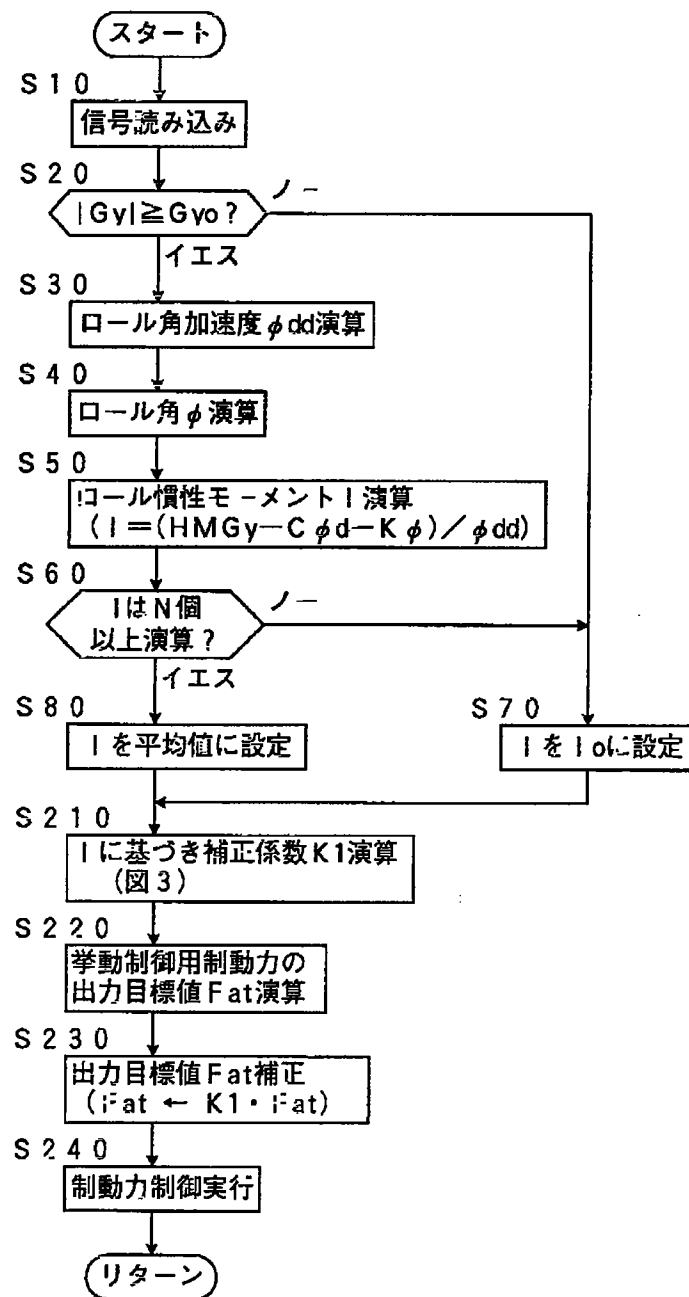 スタート
S10
信号読み込み
S20
|Gy|≧Gyo?
ノー
イエス
S30
ロール角加速度φdd演算
S40
ロール角φ演算
S50
ロール慣性モーメントI演算
(I=(HMGy-Cφd-Kφ)/φdd)
S60
IはN個
以上演算?
ノー
イエス
S80
Iを平均値に設定
S70
IをIoに設定
S210
Iに基づき補正係数K1演算
(図3)
S220
挙動制御用制動力の
出力目標値Fat演算
S230
出力目標値Fat補正
(Fat ← K1・Fat)
S240
制動力制御実行
リターン